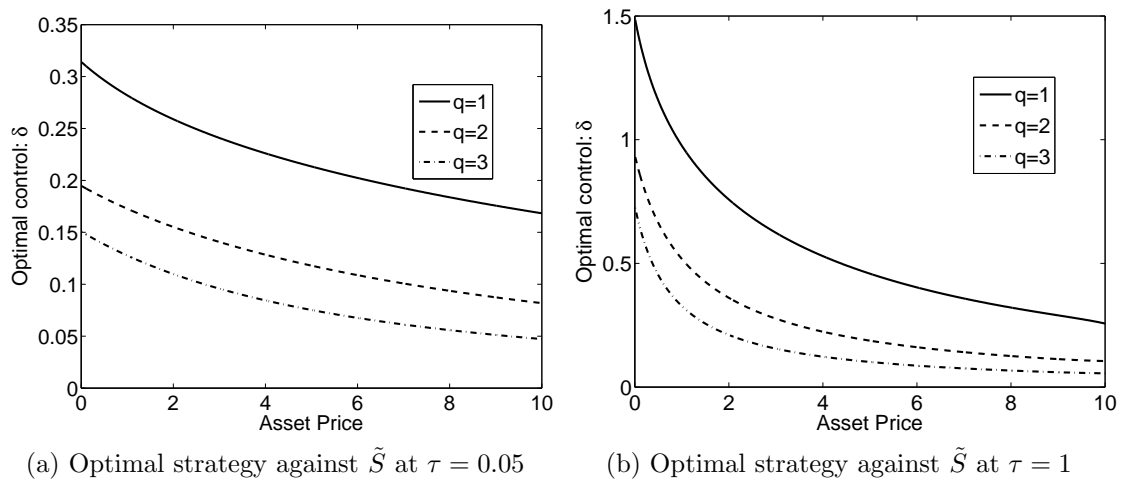 0.35
0.3
0.25
0.2
0.15
0.1
0.05
0
0 2 4 6 8 10
Asset Price
Optimal control: δ
q=1
q=2
q=3
1.5
1
0.5
0
0 2 4 6 8 10
Asset Price
Optimal control: δ
q=1
q=2
q=3
(a) Optimal strategy against S̃ at τ = 0.05
(b) Optimal strategy against S̃ at τ = 1